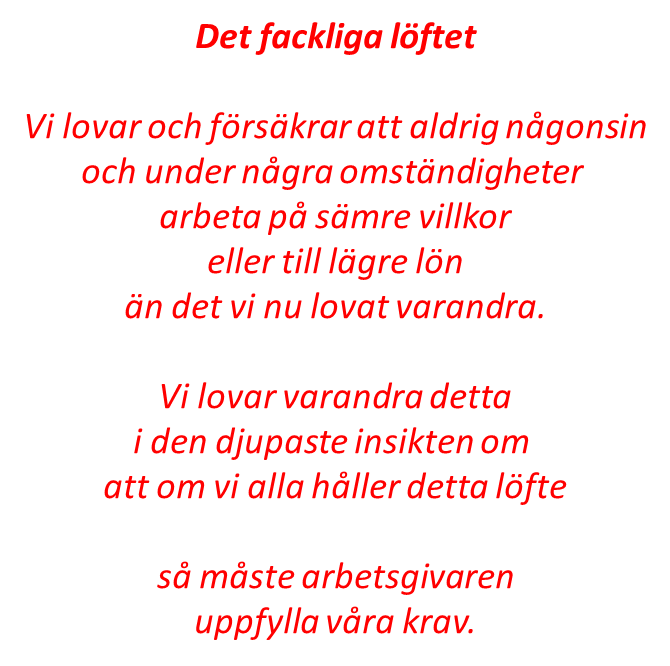 Det fackliga löftet
Vi lovar och försäkrar att aldrig någonsin
och under några omständigheter
arbeta på sämre villkor
eller till lägre lön
än det vi nu lovat varandra.
Vi lovar varandra detta
i den djupaste insikten om
att om vi alla håller detta löfte
så måste arbetsgivaren
uppfylla våra krav.